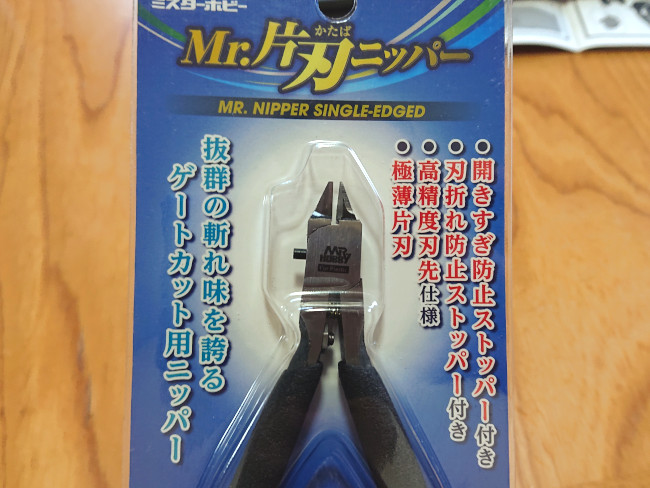 ミスターホビー
かたば
Mr.片刃ニッパー
MR. NIPPER SINGLE-EDGED
●開きすぎ防止ストッパー付き
●刃折れ防止ストッパー付き
●高精度刃先仕様
●極薄片刃
抜群の斬れ味を誇る
ゲートカット用ニッパー
MR.
HOBBY